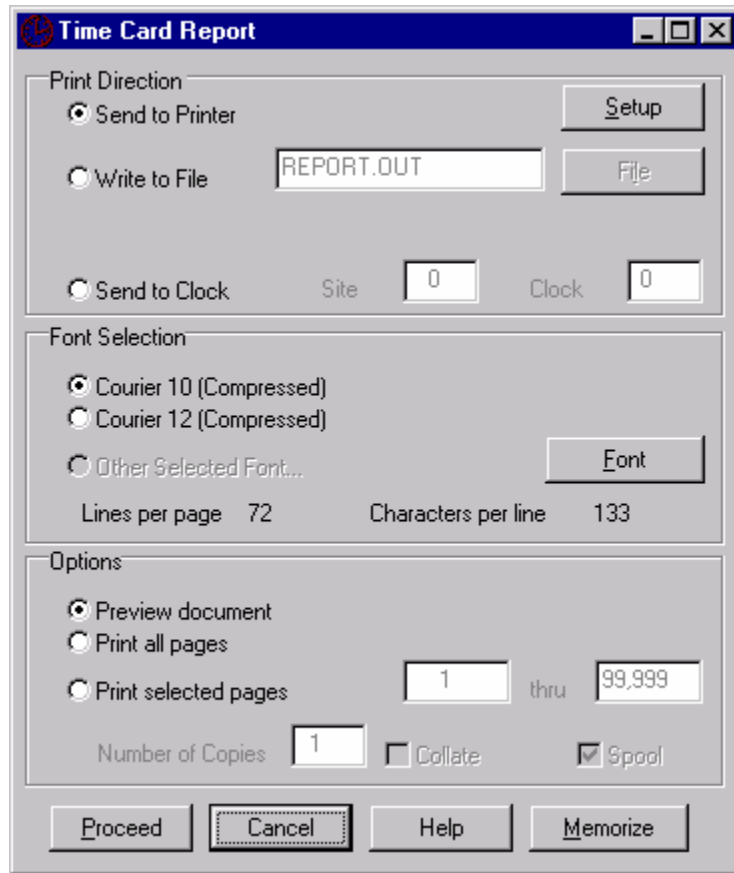 Time Card Report
Print Direction
Send to Printer
Setup
Write to File
REPORT.OUT
File
Send to Clock
Site
0
Clock
0
Font Selection
Courier 10 (Compressed)
Courier 12 (Compressed)
Other Selected Font...
Font
Lines per page 72
Characters per line 133
Options
Preview document
Print all pages
Print selected pages
1
thru
99,999
Number of Copies
1
Collate
Spool
Proceed
Cancel
Help
Memorize